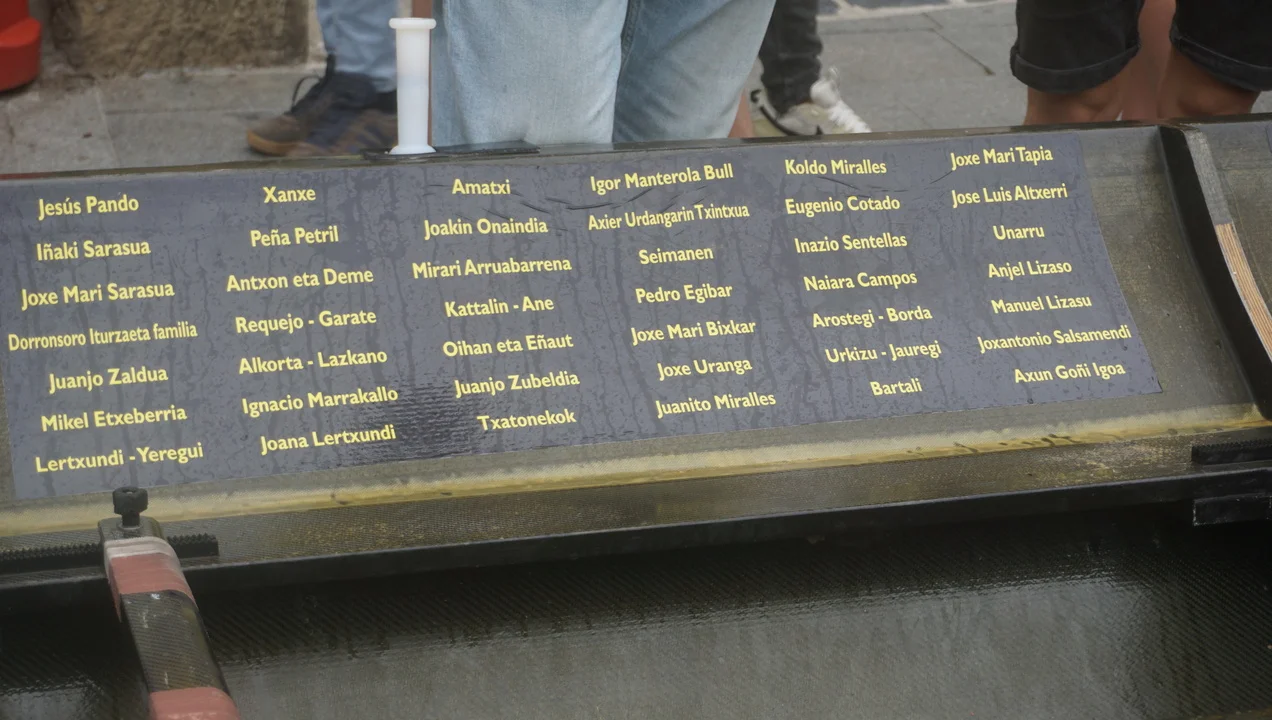 Jesús Pando
Iñaki Sarasua
Joxe Mari Sarasua
Dorronsoro Iturzaeta familia
Juanjo Zaldua
Mikel Etxeberria
Lertxundi - Yeregui
Xanxe
Peña Petril
Antxon eta Deme
Requejo - Garate
Alkorta - Lazkano
Ignacio Marrakallo
Joana Lertxundi
Amatxi
Joakin Onaindia
Mirari Arruabarrena
Kattalin - Ane
Oihan eta Eñaut
Juanjo Zubeldia
Txatonekok
Igor Manterola Bull
Axier Urdangarin Txintxua
Seimanen
Pedro Egibar
Joxe Mari Bixkar
Joxe Uranga
Juanito Miralles
Koldo Miralles
Eugenio Cotado
Inazio Sentellas
Naiara Campos
Arostegi - Borda
Urkizu - Jauregi
Bartali
Joxe Mari Tapia
Jose Luis Altxerri
Unarru
Anjel Lizaso
Manuel Lizasu
Joxantonio Salsamendi
Axun Goñi Igoa